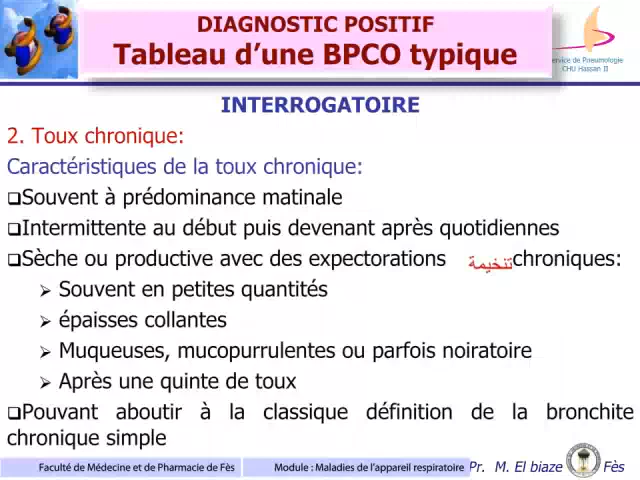 DIAGNOSTIC POSITIF
Tableau d'une BPCO typique
Service de Pneumologie
CHU Hassan II
INTERROGATOIRE
2. Toux chronique:
Caractéristiques de la toux chronique:
❑Souvent à prédominance matinale
❑Intermittente au début puis devenant après quotidiennes
❑Sèche ou productive avec des expectorations تنخيمة chroniques:
➢ Souvent en petites quantités
➢ épaisses collantes
➢ Muqueuses, mucopurrulentes ou parfois noiratoire
➢ Après une quinte de toux
❑Pouvant aboutir à la classique définition de la bronchite
chronique simple
Faculté de Médecine et de Pharmacie de Fès Module : Maladies de l'appareil respiratoire Pr. M. El biaze Fès